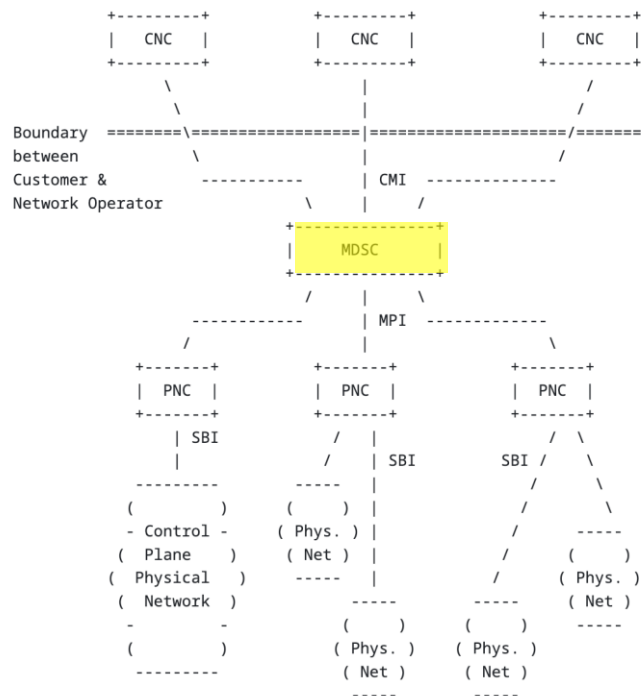 CNC CNC CNC
Boundary
between
Customer & CMI
Network Operator
MDSC
MPI
PNC PNC PNC
SBI
SBI SBI
- Control - ( Phys. )
( Plane ) ( Net ) ( Phys. )
( Physical ) ( Net )
( Network )
( Phys. ) ( Phys. )
( Net ) ( Net )